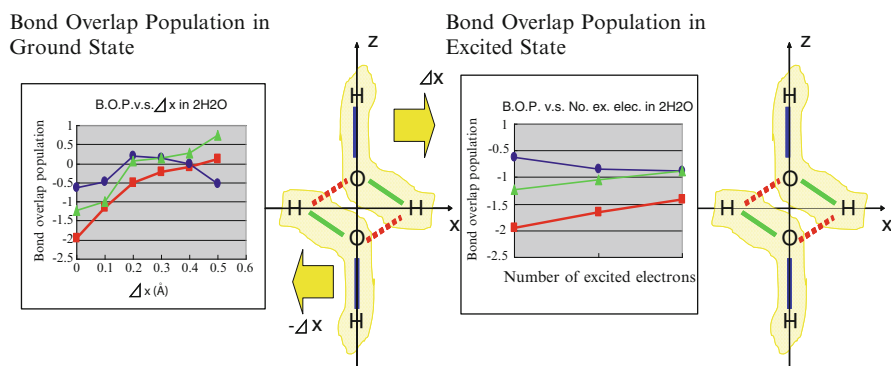 Bond Overlap Population in
Ground State
B.O.P.v.s.⊿x in 2H2O
Bond overlap population
1
0.5
0
-0.5
-1
-1.5
-2
-2.5
0 0.1 0.2 0.3 0.4 0.5 0.6
⊿x (Å)
Z
⊿x
H
O
H H
O
H
X
-⊿x
Bond Overlap Population in
Excited State
B.O.P. v.s. No. ex. elec. in 2H2O
Bond overlap population
0
-0.5
-1
-1.5
-2
-2.5
Number of excited electrons
Z
H
O
H H
O
H
X